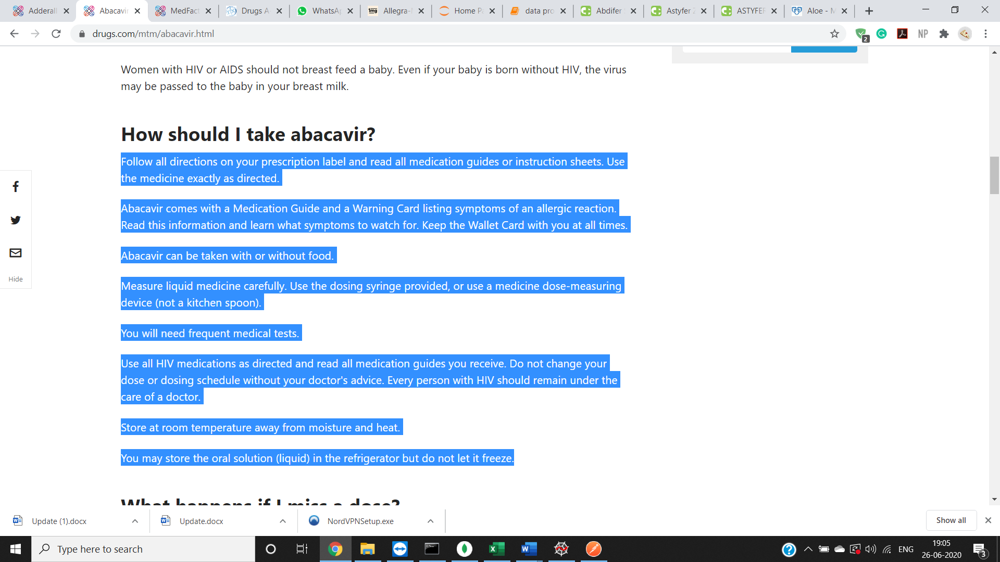 Adderall
Abacavir
MedFact
Drugs A
WhatsAp
1mg
Allegra-
Home P
data pro
Abdifer
Astyfer
ASTYFER
Aloe - M
drugs.com/mtm/abacavir.html
2
NP
Women with HIV or AIDS should not breast feed a baby. Even if your baby is born without HIV, the virus
may be passed to the baby in your breast milk.
How should I take abacavir?
Follow all directions on your prescription label and read all medication guides or instruction sheets. Use
the medicine exactly as directed.
Abacavir comes with a Medication Guide and a Warning Card listing symptoms of an allergic reaction.
Read this information and learn what symptoms to watch for. Keep the Wallet Card with you at all times.
Abacavir can be taken with or without food.
Measure liquid medicine carefully. Use the dosing syringe provided, or use a medicine dose-measuring
device (not a kitchen spoon).
You will need frequent medical tests.
Use all HIV medications as directed and read all medication guides you receive. Do not change your
dose or dosing schedule without your doctor's advice. Every person with HIV should remain under the
care of a doctor.
Store at room temperature away from moisture and heat.
You may store the oral solution (liquid) in the refrigerator but do not let it freeze.
Hide
What happens if I miss a dose?
Update (1).docx
Update.docx
NordVPNSetup.exe
Show all
Type here to search
ENG
19:05
26-06-2020
3